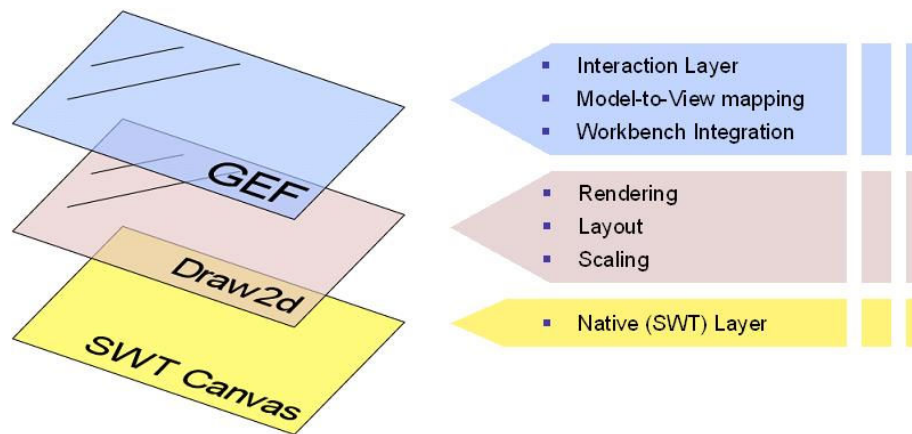 GEF
Interaction Layer
Model-to-View mapping
Workbench Integration
Draw2d
Rendering
Layout
Scaling
SWT Canvas
Native (SWT) Layer